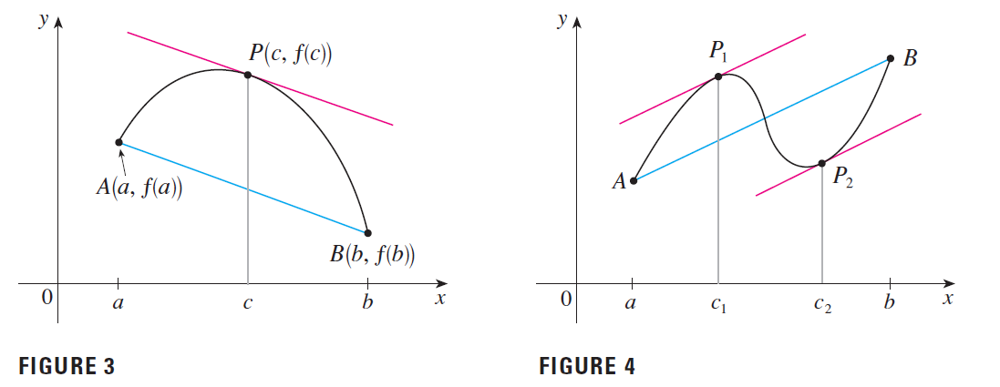 y
P(c, f(c))
A(a, f(a))
B(b, f(b))
0
a
c
b
x
FIGURE 3
y
P₁
B
A
P₂
0
a
c₁
c₂
b
x
FIGURE 4